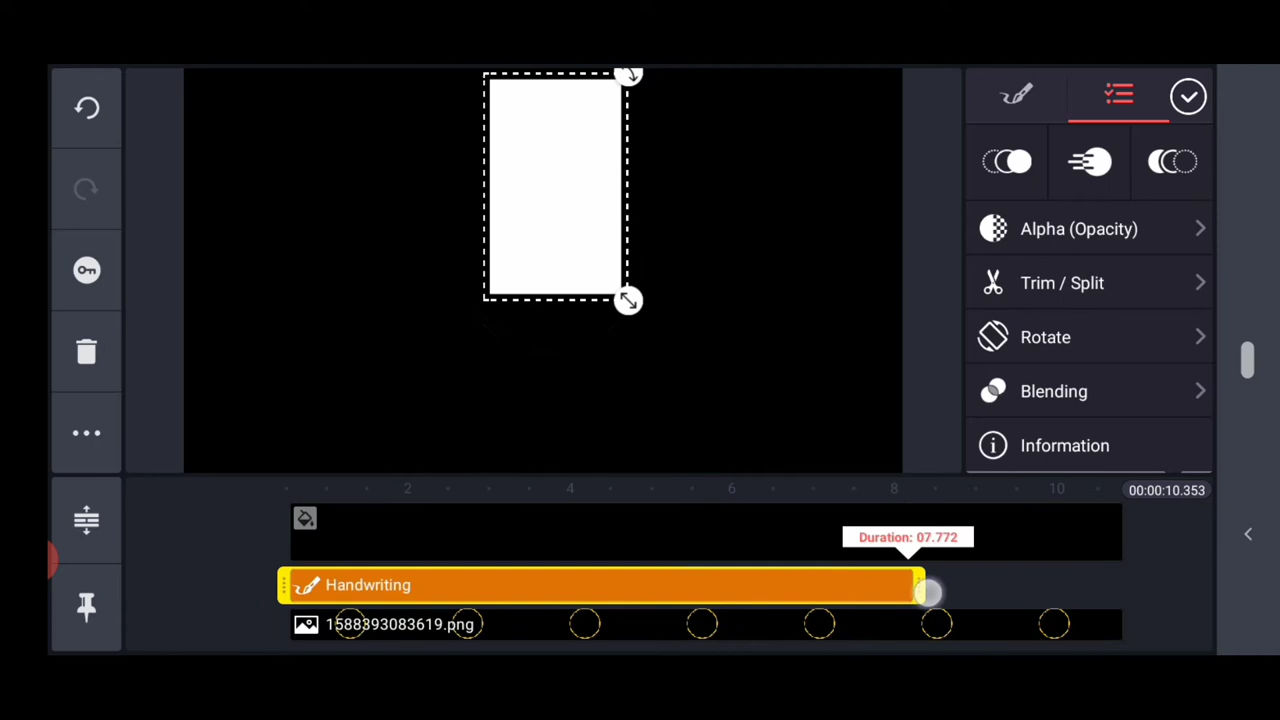 Alpha (Opacity)
Trim / Split
Rotate
Blending
Information
2
4
6
8
10
00:00:10.353
Duration: 07.772
Handwriting
1588393083619.png